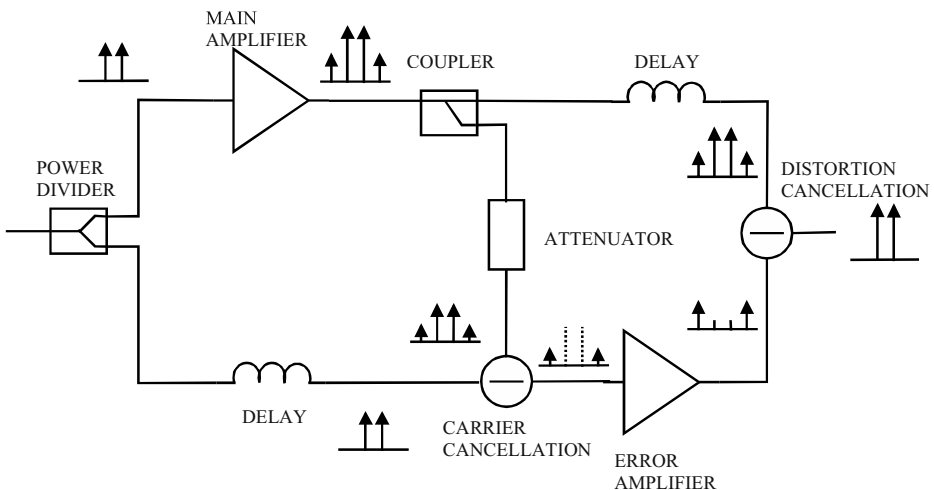 MAIN
AMPLIFIER
COUPLER
DELAY
POWER
DIVIDER
DISTORTION
CANCELLATION
ATTENUATOR
DELAY
CARRIER
CANCELLATION
ERROR
AMPLIFIER